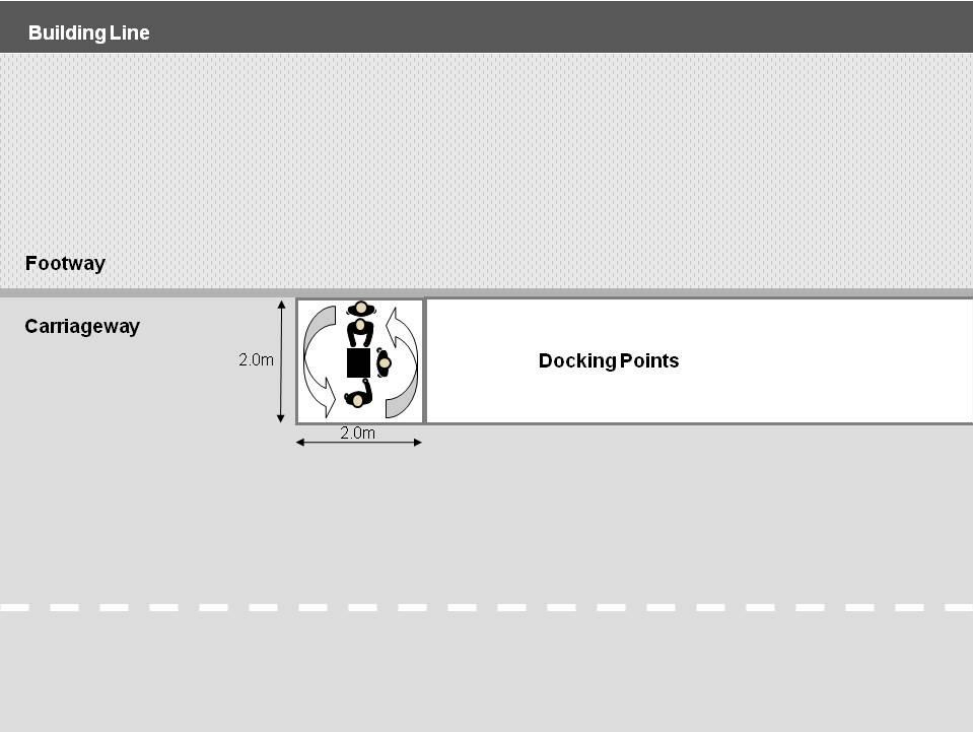 Building Line
Footway
Carriageway
2.0m
Docking Points
2.0m